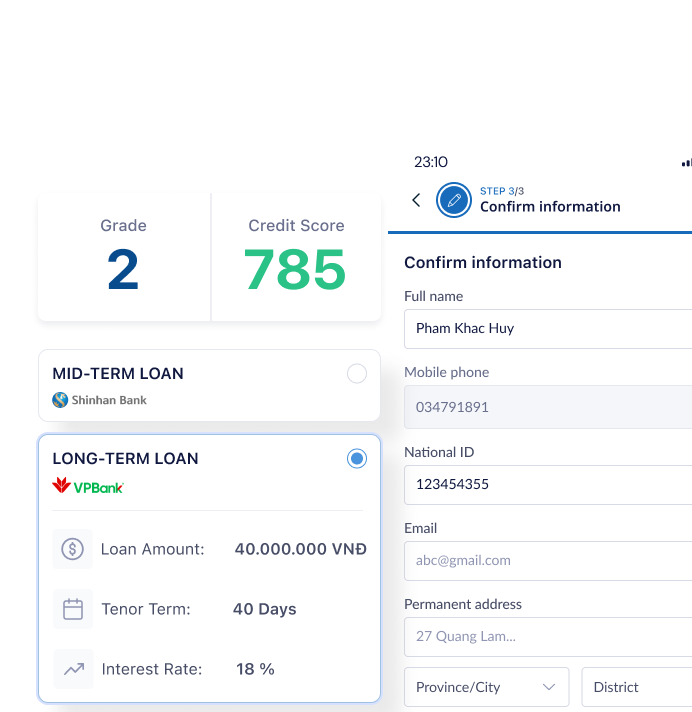 Grade
2
Credit Score
785
MID-TERM LOAN
Shinhan Bank
LONG-TERM LOAN
VPBank
Loan Amount: 40.000.000 VNĐ
Tenor Term: 40 Days
Interest Rate: 18 %
23:10
STEP 3/3
Confirm information
Confirm information
Full name
Pham Khac Huy
Mobile phone
034791891
National ID
123454355
Email
abc@gmail.com
Permanent address
27 Quang Lam...
Province/City
District